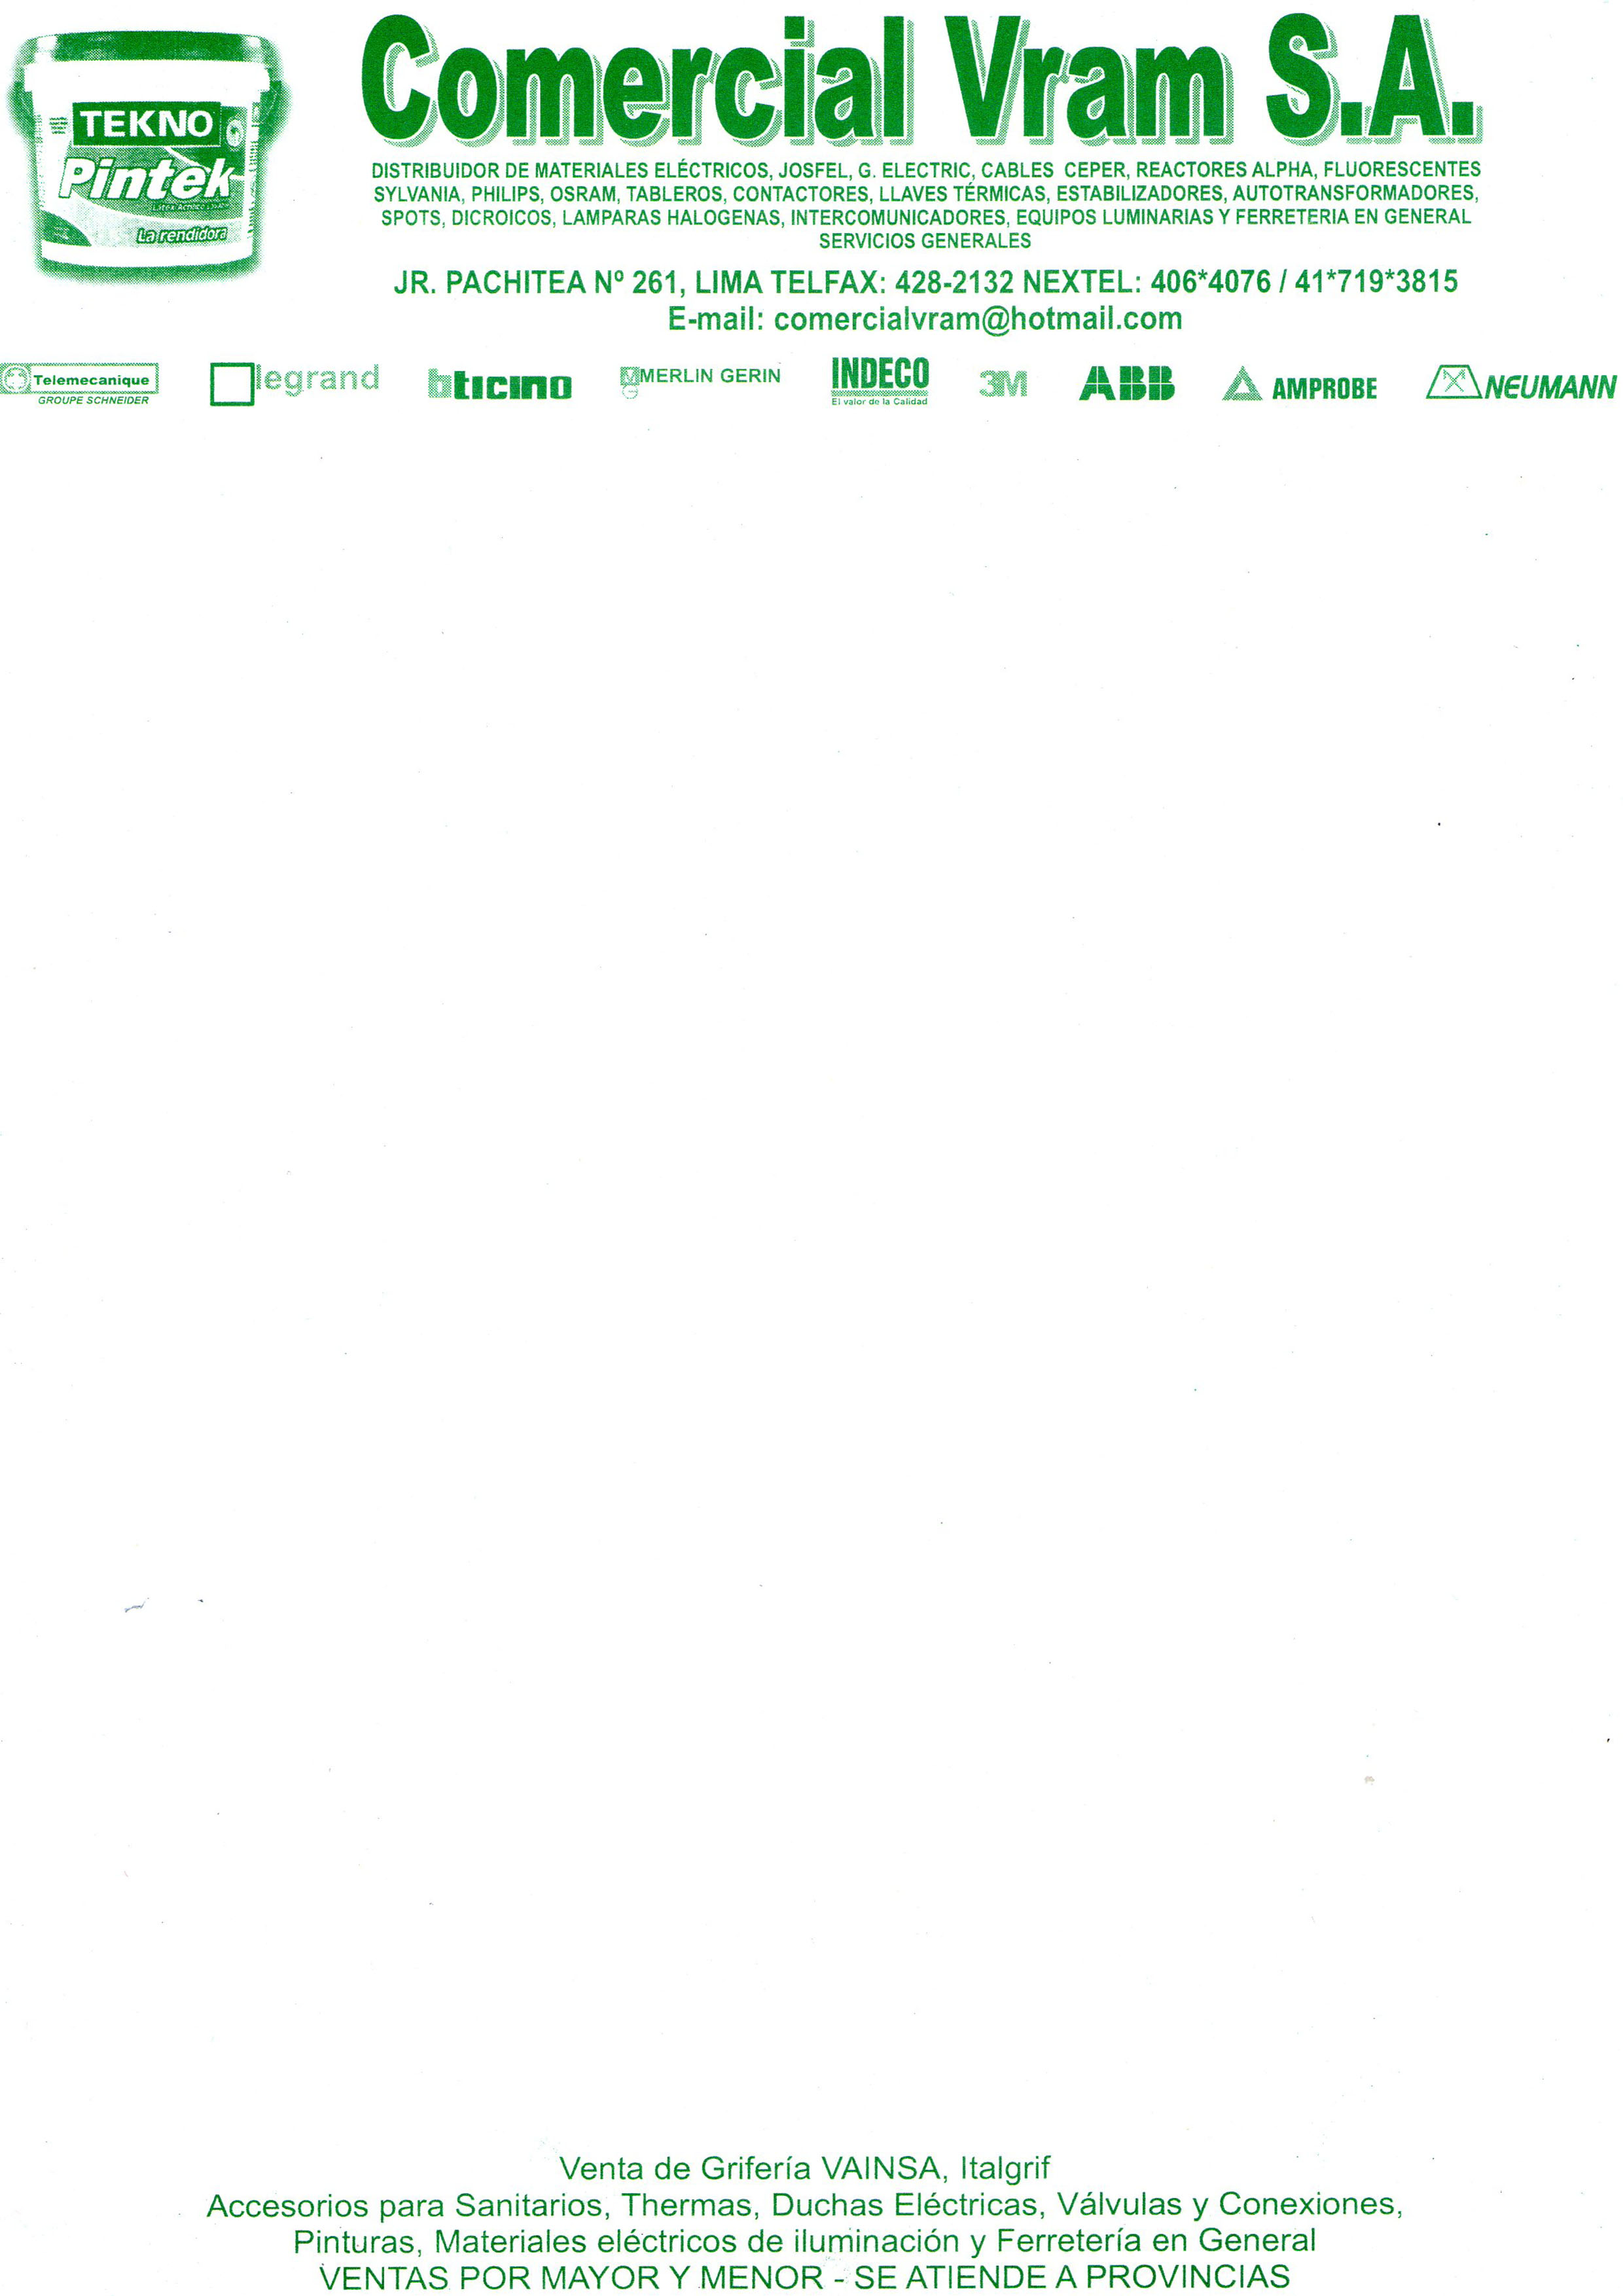 TEKNO
Pintek
La rendidora
Comercial Vram S.A.
DISTRIBUIDOR DE MATERIALES ELÉCTRICOS, JOSFEL, G. ELECTRIC, CABLES CEPER, REACTORES ALPHA, FLUORESCENTES
SYLVANIA, PHILIPS, OSRAM, TABLEROS, CONTACTORES, LLAVES TÉRMICAS, ESTABILIZADORES, AUTOTRANSFORMADORES,
SPOTS, DICROICOS, LAMPARAS HALOGENAS, INTERCOMUNICADORES, EQUIPOS LUMINARIAS Y FERRETERIA EN GENERAL
SERVICIOS GENERALES
JR. PACHITEA Nº 261, LIMA TELFAX: 428-2132 NEXTEL: 406*4076 / 41*719*3815
E-mail: comercialvram@hotmail.com
Telemecanique
GROUPE SCHNEIDER
legrand
bticino
MERLIN GERIN
INDECO
El valor de la Calidad
3M
ABB
AMPROBE
NEUMANN
Venta de Grifería VAINSA, Italgrif
Accesorios para Sanitarios, Thermas, Duchas Eléctricas, Válvulas y Conexiones,
Pinturas, Materiales eléctricos de iluminación y Ferretería en General
VENTAS POR MAYOR Y MENOR - SE ATIENDE A PROVINCIAS